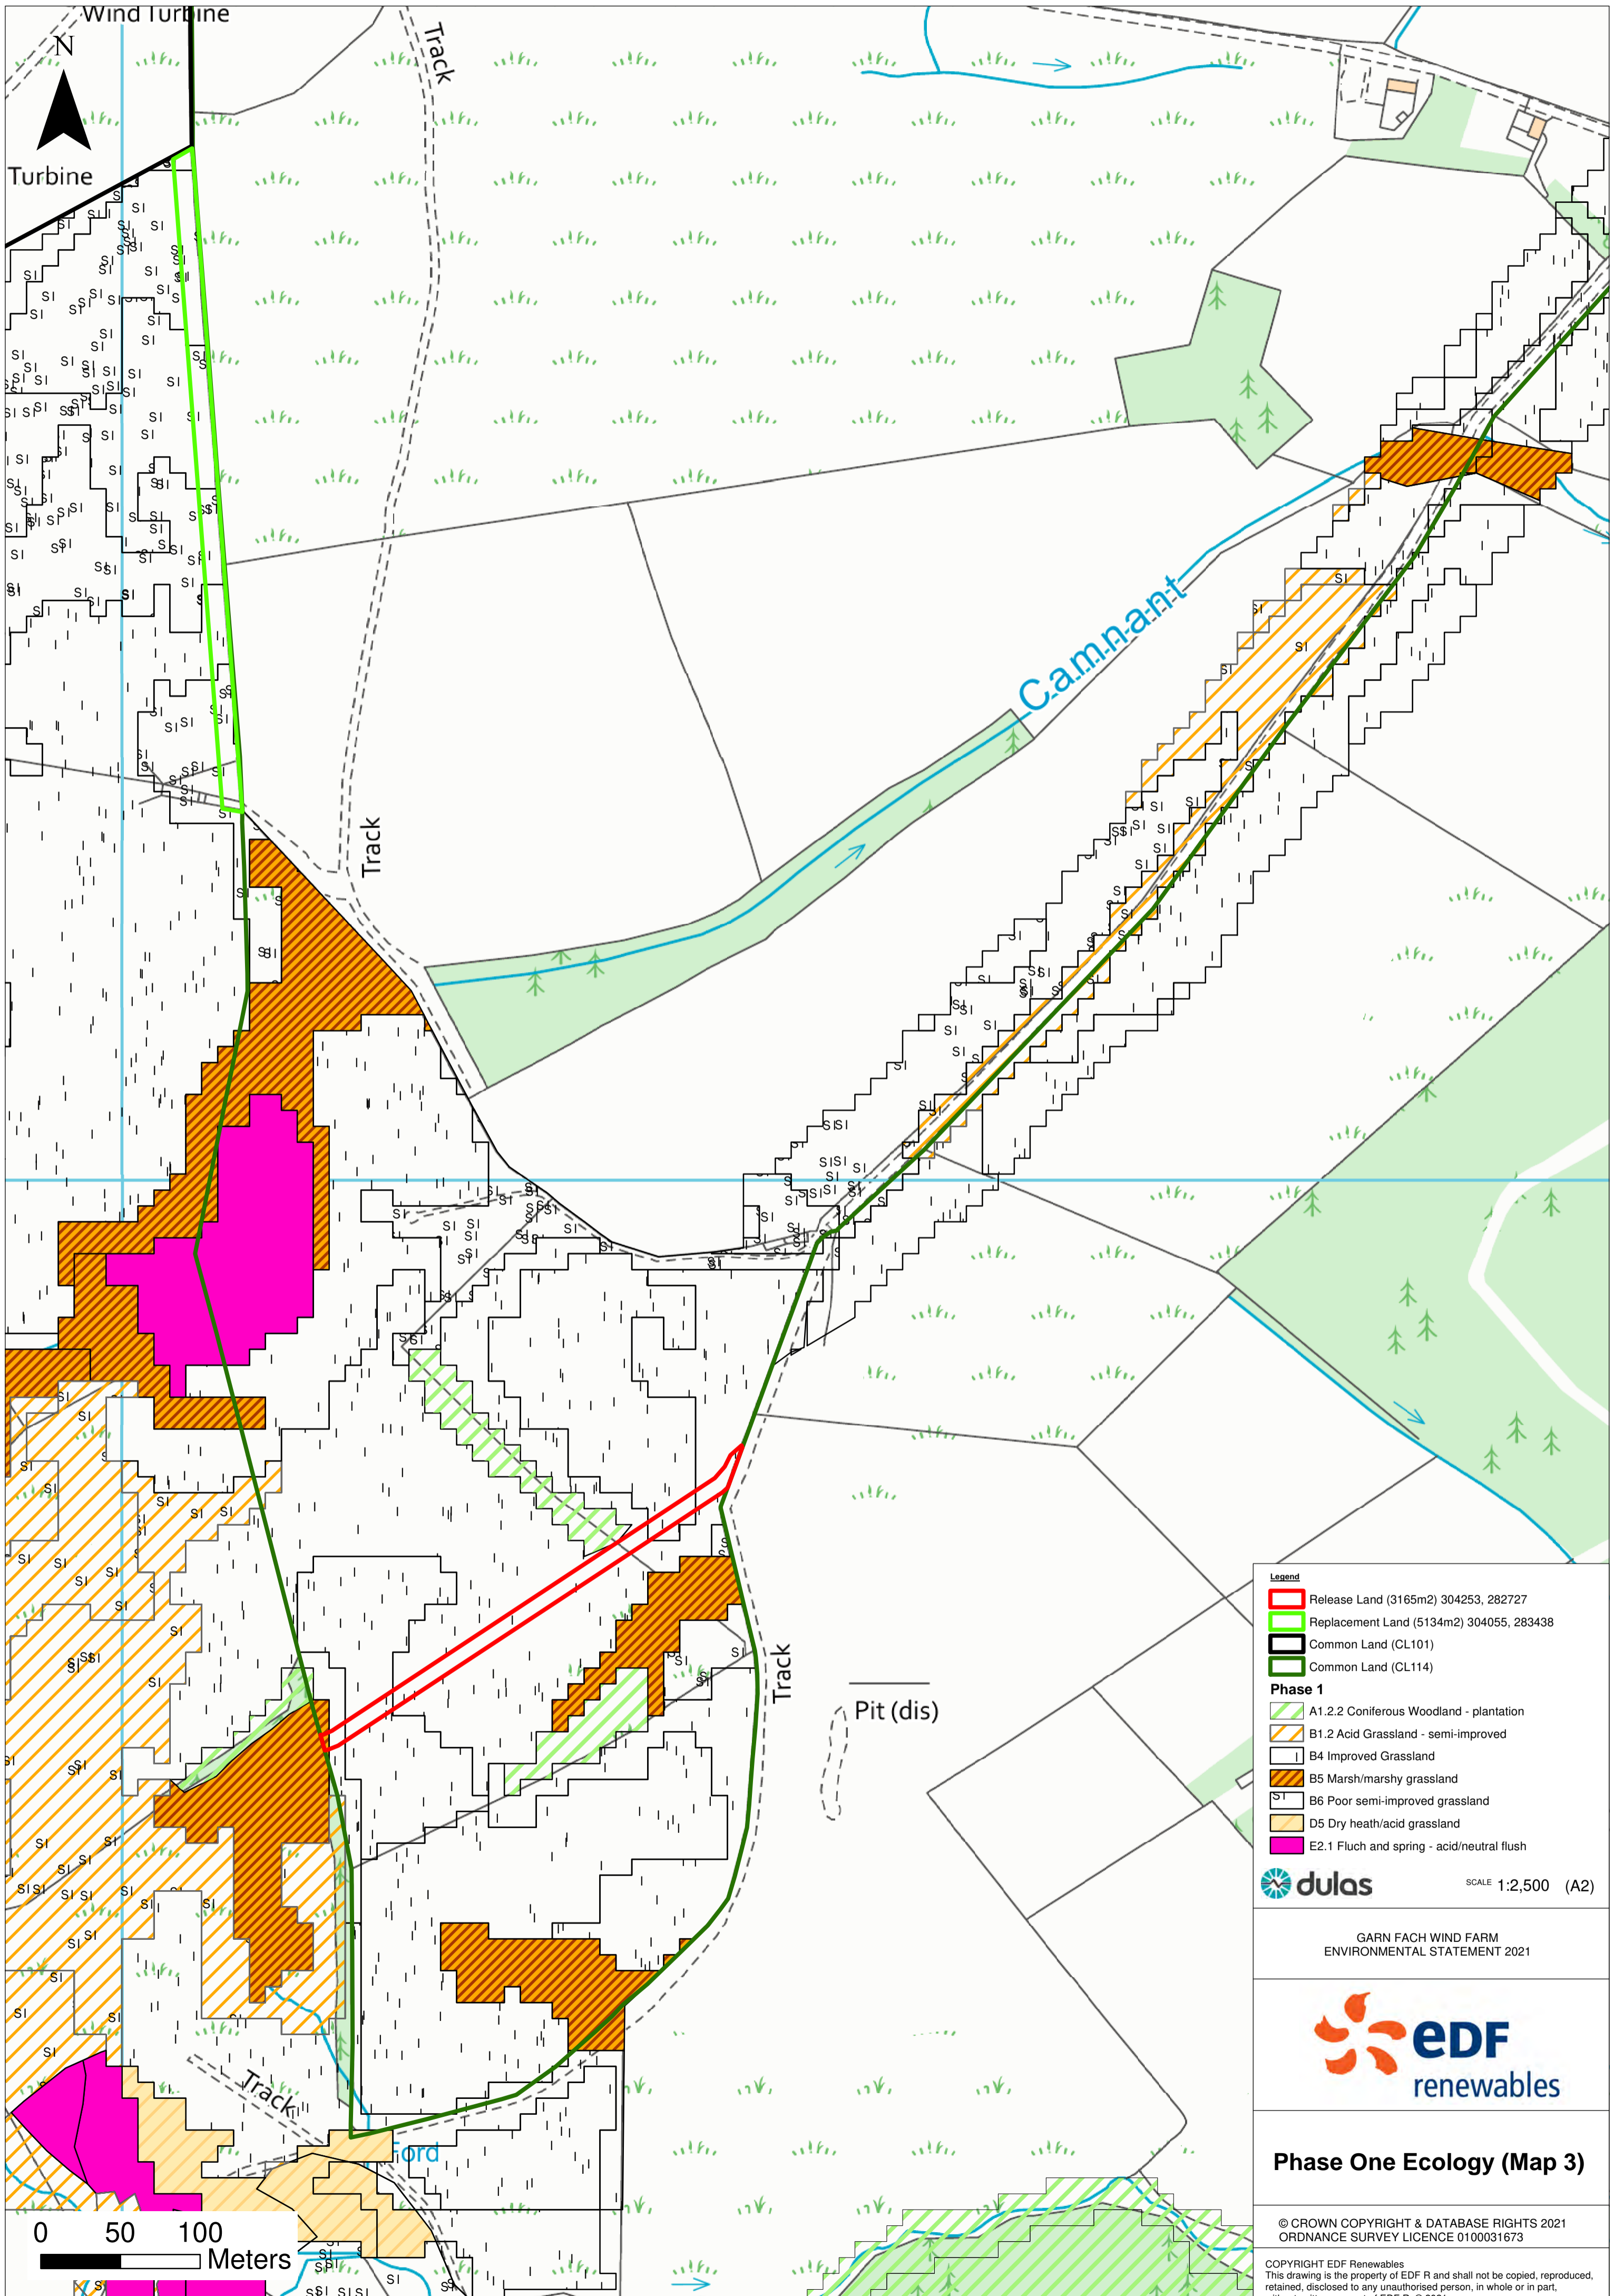 Wind Turbine
N
Track
Turbine
Camnant
Track
Track
Pit (dis)
Track
Ford
0 50 100
Meters
Legend
Release Land (3165m2) 304253, 282727
Replacement Land (5134m2) 304055, 283438
Common Land (CL101)
Common Land (CL114)
Phase 1
A1.2.2 Coniferous Woodland - plantation
B1.2 Acid Grassland - semi-improved
B4 Improved Grassland
B5 Marsh/marshy grassland
SI B6 Poor semi-improved grassland
D5 Dry heath/acid grassland
E2.1 Fluch and spring - acid/neutral flush
dulas
SCALE 1:2,500 (A2)
GARN FACH WIND FARM
ENVIRONMENTAL STATEMENT 2021
eDF
renewables
Phase One Ecology (Map 3)
© CROWN COPYRIGHT & DATABASE RIGHTS 2021
ORDNANCE SURVEY LICENCE 0100031673
COPYRIGHT EDF Renewables
This drawing is the property of EDF R and shall not be copied, reproduced,
retained, disclosed to any unauthorised person, in whole or in part,